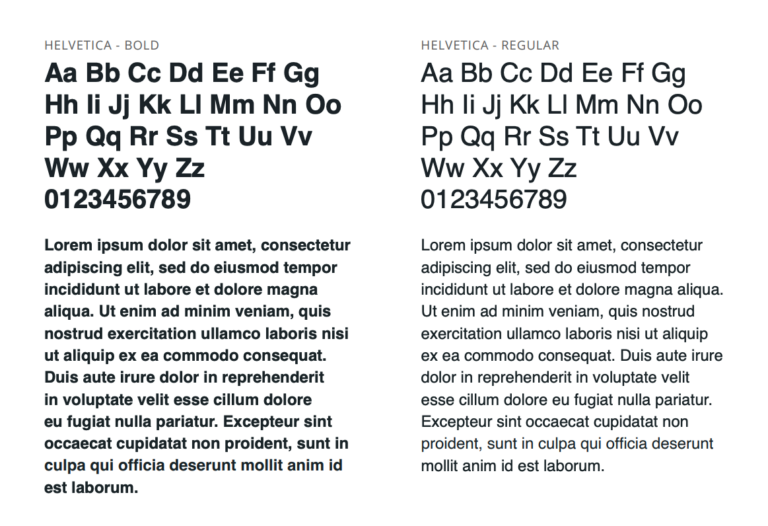 HELVETICA - BOLD
Aa Bb Cc Dd Ee Ff Gg
Hh Ii Jj Kk Ll Mm Nn Oo
Pp Qq Rr Ss Tt Uu Vv
Ww Xx Yy Zz
0123456789
Lorem ipsum dolor sit amet, consectetur
adipiscing elit, sed do eiusmod tempor
incididunt ut labore et dolore magna
aliqua. Ut enim ad minim veniam, quis
nostrud exercitation ullamco laboris nisi
ut aliquip ex ea commodo consequat.
Duis aute irure dolor in reprehenderit
in voluptate velit esse cillum dolore
eu fugiat nulla pariatur. Excepteur sint
occaecat cupidatat non proident, sunt in
culpa qui officia deserunt mollit anim id
est laborum.
HELVETICA - REGULAR
Aa Bb Cc Dd Ee Ff Gg
Hh Ii Jj Kk Ll Mm Nn Oo
Pp Qq Rr Ss Tt Uu Vv
Ww Xx Yy Zz
0123456789
Lorem ipsum dolor sit amet, consectetur
adipiscing elit, sed do eiusmod tempor
incididunt ut labore et dolore magna aliqua.
Ut enim ad minim veniam, quis nostrud
exercitation ullamco laboris nisi ut aliquip
ex ea commodo consequat. Duis aute irure
dolor in reprehenderit in voluptate velit
esse cillum dolore eu fugiat nulla pariatur.
Excepteur sint occaecat cupidatat non
proident, sunt in culpa qui officia deserunt
mollit anim id est laborum.